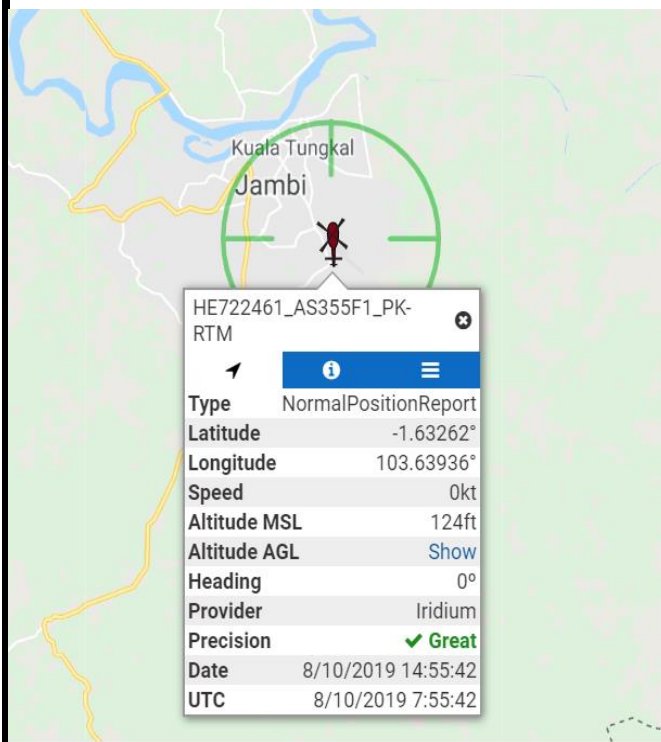 Kuala Tungkal
Jambi
HE722461_AS355F1_PK-
RTM
Type NormalPositionReport
Latitude -1.63262°
Longitude 103.63936°
Speed 0kt
Altitude MSL 124ft
Altitude AGL Show
Heading 0º
Provider Iridium
Precision ✔ Great
Date 8/10/2019 14:55:42
UTC 8/10/2019 7:55:42